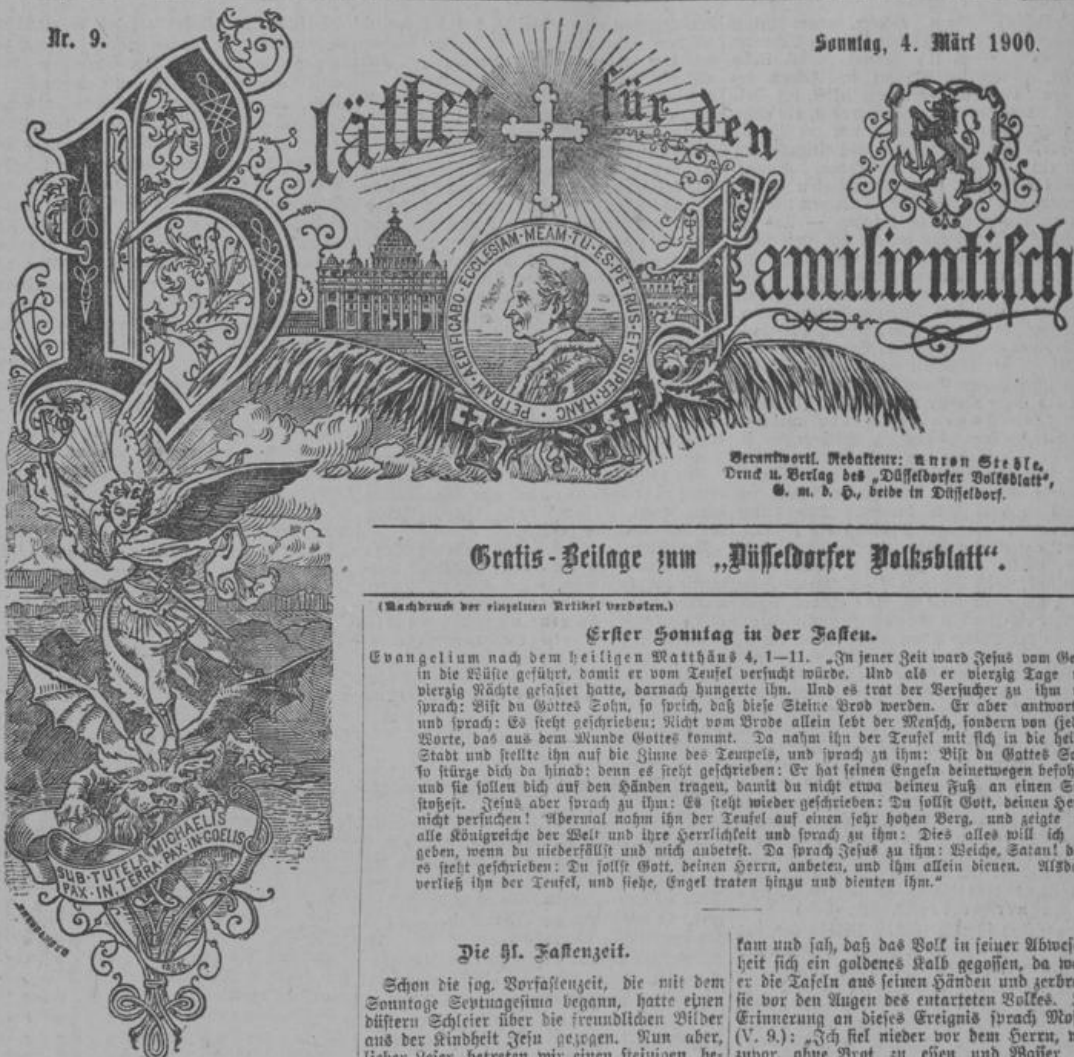 Nr. 9.
Sonntag, 4. März 1900.
Blätter für den
Familientisch
PETRAM·AEDIFICABO·ECCLESIAM·MEAM·TU·ES·PETRUS·ET·SUPER·HANC
Verantwortl. Redakteur: Anton Stehle,
Druck u. Verlag des „Düsseldorfer Volksblatt“,
G. m. b. H., beide in Düsseldorf.
Gratis-Beilage zum „Düsseldorfer Volksblatt“.
(Nachdruck der einzelnen Artikel verboten.)
Erster Sonntag in der Fasten.
Evangelium nach dem heiligen Matthäus 4, 1—11. „In jener Zeit ward Jesus vom
in die Wüste geführt, damit er vom Teufel versucht würde. Und als er vierzig Tage
vierzig Nächte gefastet hatte, darnach hungerte ihn. Und es trat der Versucher zu ihm
sprach: Bist du Gottes Sohn, so sprich, daß diese Steine Brod werden. Er aber
und sprach: Es steht geschrieben: Nicht vom Brode allein lebt der Mensch, sondern von
Worte, das aus dem Munde Gottes kommt. Da nahm ihn der Teufel mit sich in die
Stadt und stellte ihn auf die Zinne des Tempels, und sprach zu ihm: Bist du Gottes
so stürze dich da hinab: denn es steht geschrieben: Er hat seinen Engeln deinetwegen
und sie sollen dich auf den Händen tragen, damit du nicht etwa deinen Fuß an einen
stoßest. Jesus aber sprach zu ihm: Es steht wieder geschrieben: Du sollst Gott, deinen
nicht versuchen! Abermal nahm ihn der Teufel auf einen sehr hohen Berg, und zeigte
alle Königreiche der Welt und ihre Herrlichkeit und sprach zu ihm: Dies alles will ich
geben, wenn du niederfällst und mich anbetest. Da sprach Jesus zu ihm: Weiche, Satan!
es steht geschrieben: Du sollst Gott, deinen Herrn, anbeten, und ihm allein dienen.
verließ ihn der Teufel, und siehe, Engel traten hinzu und dienten ihm.“
SUB·TUTELA·MICHAELIS
PAX·IN·TERRA·PAX·IN·COELIS
Die hl. Fastenzeit.
Schon die sog. Vorfastenzeit, die mit dem
Sonntage Septuagesima begann, hatte einen
düstern Schleier über die freundlichen Bilder
aus der Kindheit Jesu gezogen. Nun aber,
lieber Leser, betreten wir einen steinigen, be-
kam und sah, daß das Volk in seiner
heit sich ein goldenes Kalb gegossen, da
er die Tafeln aus seinen Händen und
sie vor den Augen des entarteten Volkes.
Erinnerung an dieses Ereignis sprach
(V. 9.): „Ich fiel nieder vor dem Herrn,
zuvor, ohne Brot zu essen und Wasser